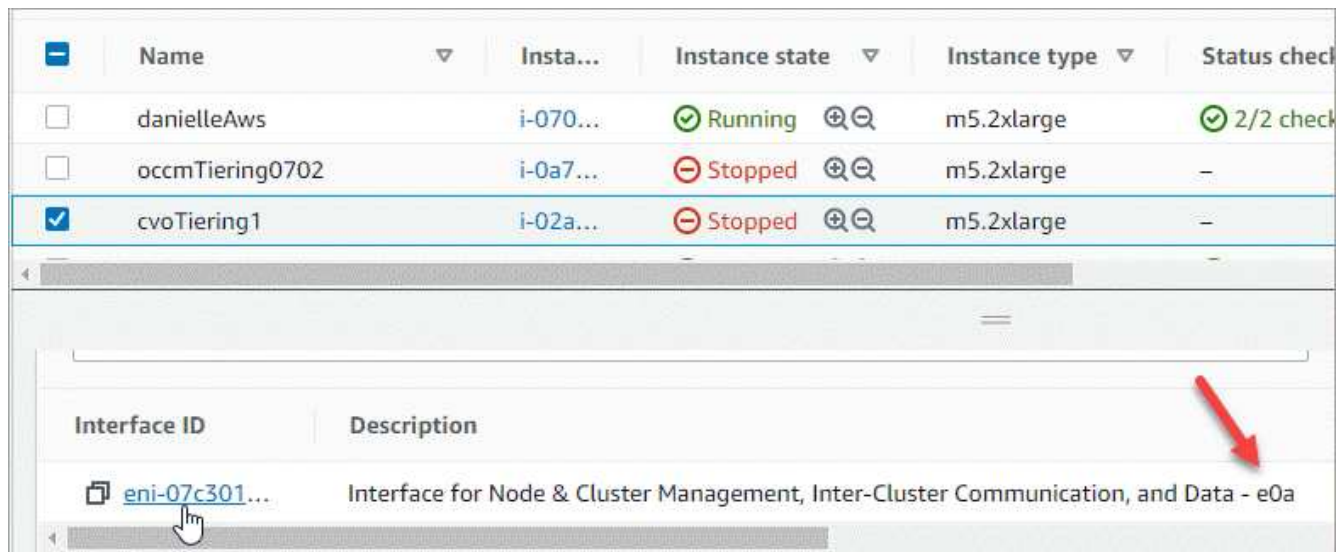 Name Insta... Instance state Instance type Status check
danielleAws i-070... Running m5.2xlarge 2/2 check
occmTiering0702 i-0a7... Stopped m5.2xlarge –
cvoTiering1 i-02a... Stopped m5.2xlarge –
Interface ID Description
eni-07c301... Interface for Node & Cluster Management, Inter-Cluster Communication, and Data - e0a